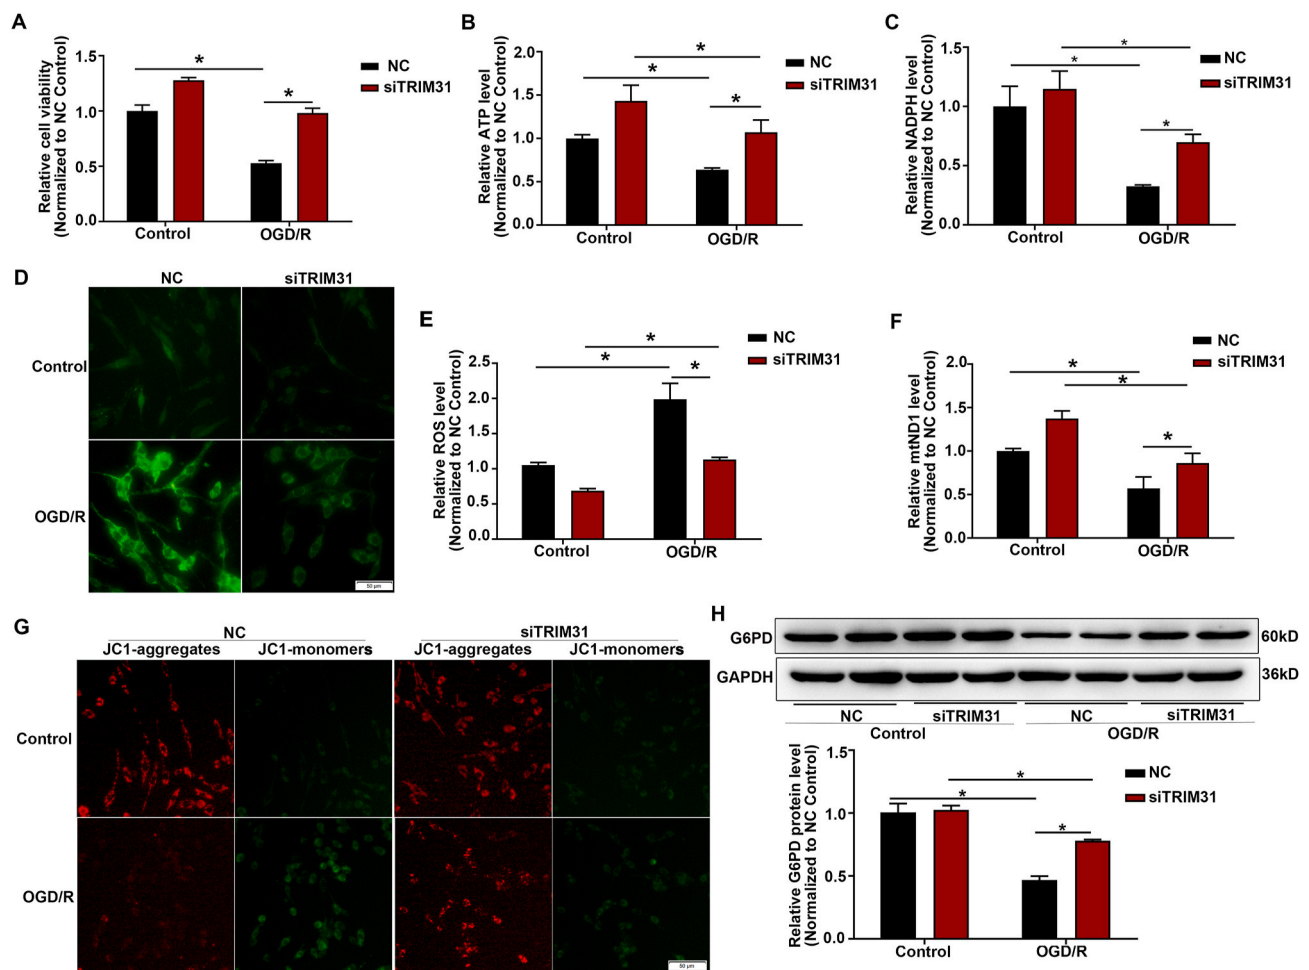 A
Relative cell viability
(Normalized to NC Control)
1.5
1.0
0.5
0.0
*
*
NC
siTRIM31
Control
OGD/R
B
Relative ATP level
(Normalized to NC Control)
2.0
1.5
1.0
0.5
0.0
*
*
*
NC
siTRIM31
Control
OGD/R
C
Relative NADPH level
(Normalized to NC Control)
1.5
1.0
0.5
0.0
*
*
*
NC
siTRIM31
Control
OGD/R
D
NC
siTRIM31
Control
OGD/R
50 μm
E
Relative ROS level
(Normalized to NC Control)
2.5
2.0
1.5
1.0
0.5
0.0
*
*
*
NC
siTRIM31
Control
OGD/R
F
Relative mtND1 level
(Normalized to NC Control)
2.0
1.5
1.0
0.5
0.0
*
*
*
NC
siTRIM31
Control
OGD/R
G
NC
siTRIM31
JC1-aggregates
JC1-monomers
JC1-aggregates
JC1-monomers
Control
OGD/R
50 μm
H
G6PD
60kD
GAPDH
36kD
NC
siTRIM31
NC
siTRIM31
Control
OGD/R
Relative G6PD protein level
(Normalized to NC Control)
1.5
1.0
0.5
0.0
*
*
*
NC
siTRIM31
Control
OGD/R